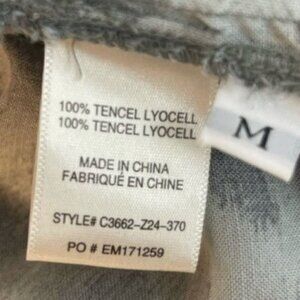 100% TENCEL LYOCELL
100% TENCEL LYOCELL
M
MADE IN CHINA
FABRIQUÉ EN CHINE
STYLE# C3662-Z24-370
PO # EM171259